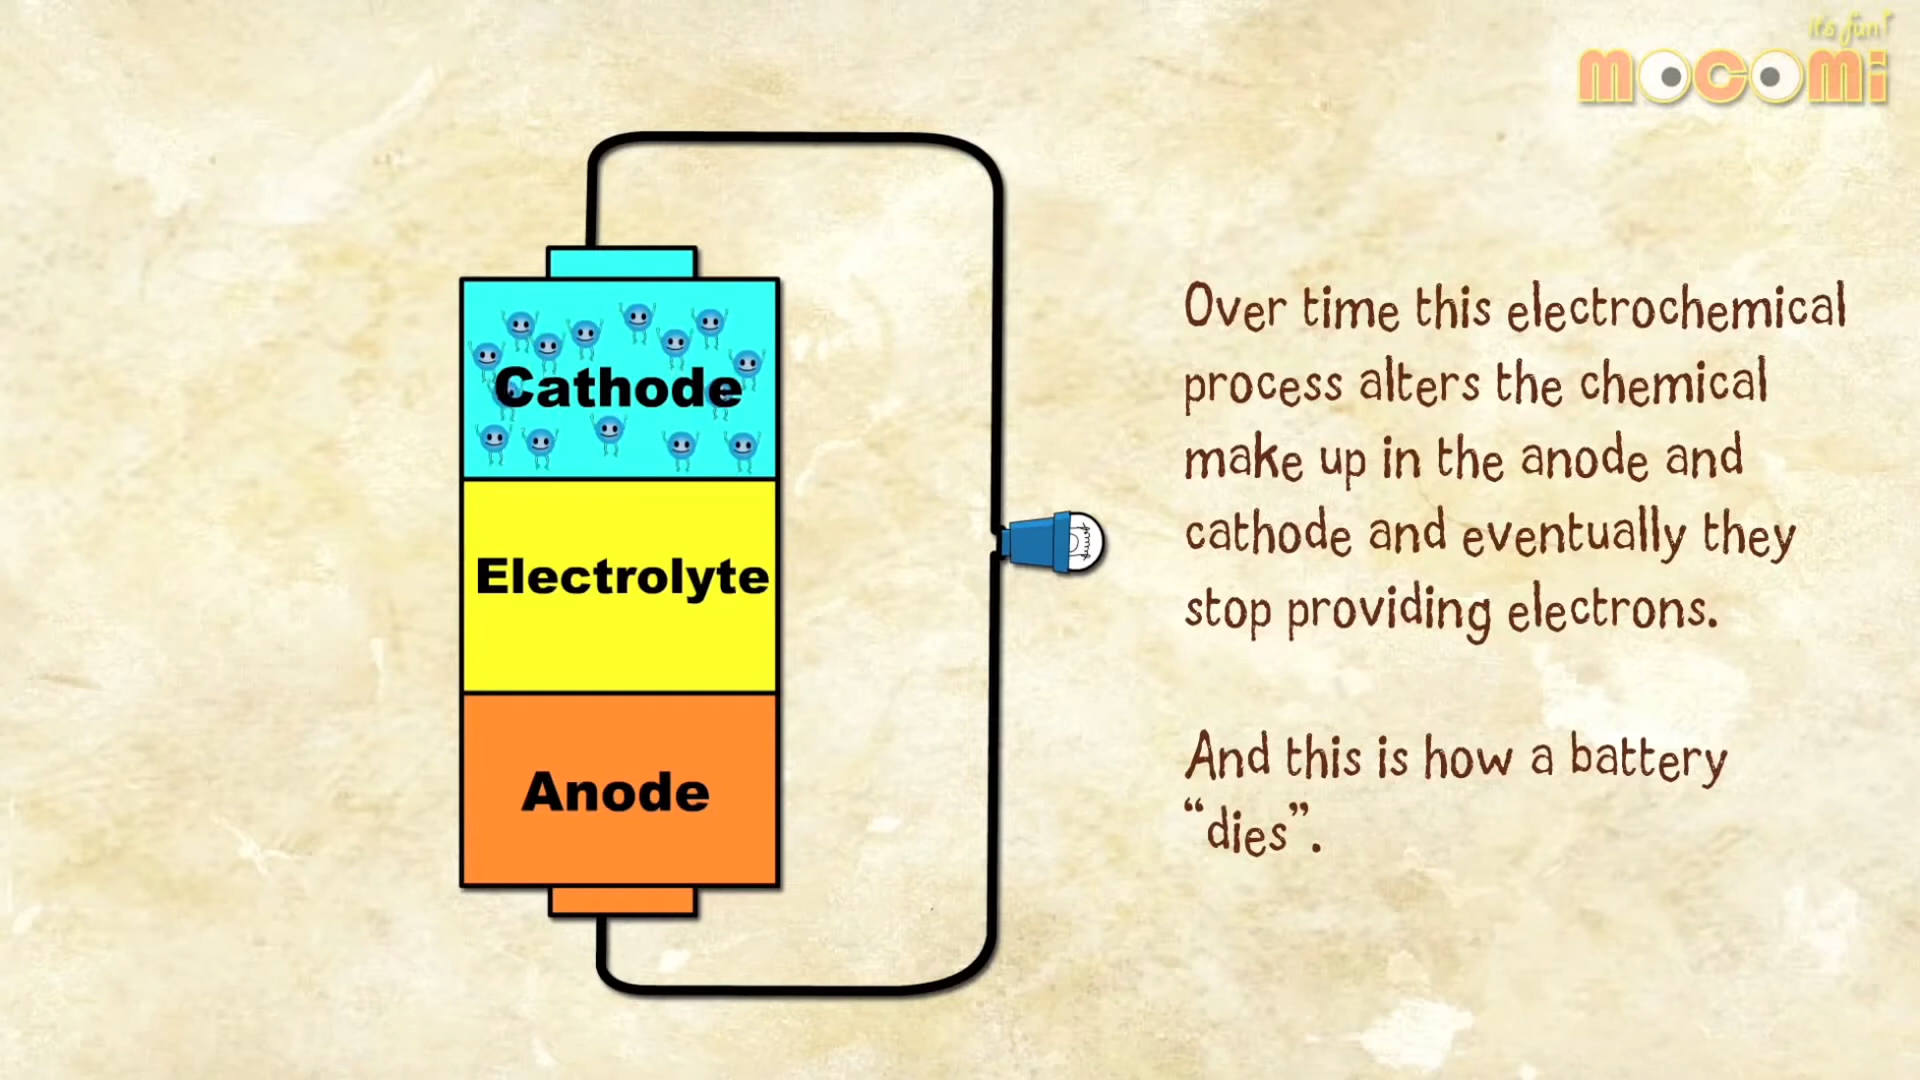 its fun!
mocomi
Cathode
Electrolyte
Anode
Over time this electrochemical
process alters the chemical
make up in the anode and
cathode and eventually they
stop providing electrons.
And this is how a battery
“dies”.